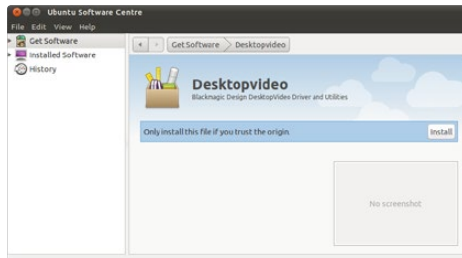 Ubuntu Software Centre
File Edit View Help
Get Software
Installed Software
History
Get Software Desktopvideo
Desktopvideo
Blackmagic Design DesktopVideo Driver and Utilities
Only install this file if you trust the origin.
Install
No screenshot